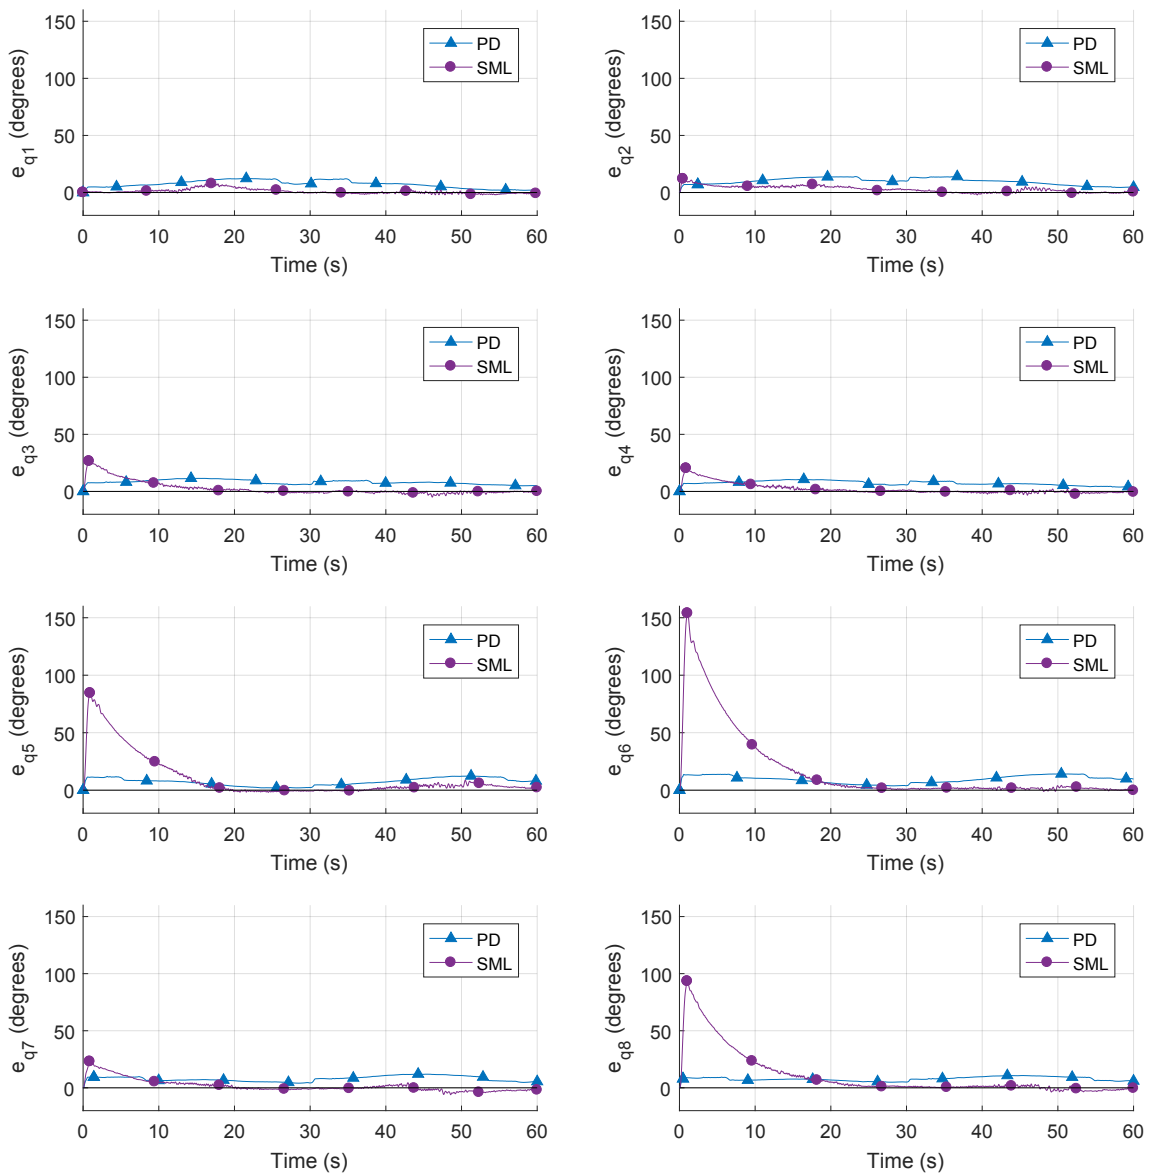 150
100
50
0
e_q1 (degrees)
PD
SML
0 10 20 30 40 50 60
Time (s)
150
100
50
0
e_q2 (degrees)
PD
SML
0 10 20 30 40 50 60
Time (s)
150
100
50
0
e_q3 (degrees)
PD
SML
0 10 20 30 40 50 60
Time (s)
150
100
50
0
e_q4 (degrees)
PD
SML
0 10 20 30 40 50 60
Time (s)
150
100
50
0
e_q5 (degrees)
PD
SML
0 10 20 30 40 50 60
Time (s)
150
100
50
0
e_q6 (degrees)
PD
SML
0 10 20 30 40 50 60
Time (s)
150
100
50
0
e_q7 (degrees)
PD
SML
0 10 20 30 40 50 60
Time (s)
150
100
50
0
e_q8 (degrees)
PD
SML
0 10 20 30 40 50 60
Time (s)